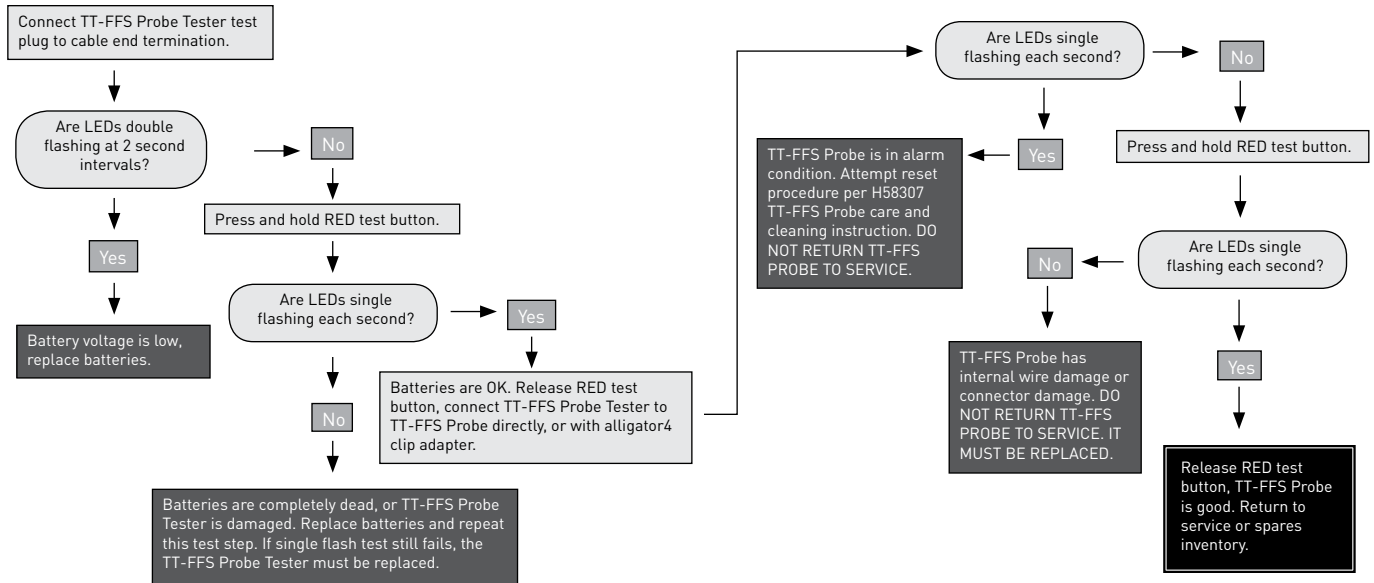 Connect TT-FFS Probe Tester test
plug to cable end termination.
Are LEDs double
flashing at 2 second
intervals?
No
Press and hold RED test button.
Yes
Battery voltage is low,
replace batteries.
Are LEDs single
flashing each second?
Yes
Batteries are OK. Release RED test
button, connect TT-FFS Probe Tester to
TT-FFS Probe directly, or with alligator4
clip adapter.
No
Batteries are completely dead, or TT-FFS Probe
Tester is damaged. Replace batteries and repeat
this test step. If single flash test still fails, the
TT-FFS Probe Tester must be replaced.
Are LEDs single
flashing each second?
No
Yes
TT-FFS Probe is in alarm
condition. Attempt reset
procedure per H58307
TT-FFS Probe care and
cleaning instruction. DO
NOT RETURN TT-FFS
PROBE TO SERVICE.
Press and hold RED test button.
Are LEDs single
flashing each second?
No
TT-FFS Probe has
internal wire damage or
connector damage. DO
NOT RETURN TT-FFS
PROBE TO SERVICE. IT
MUST BE REPLACED.
Yes
Release RED test
button, TT-FFS Probe
is good. Return to
service or spares
inventory.